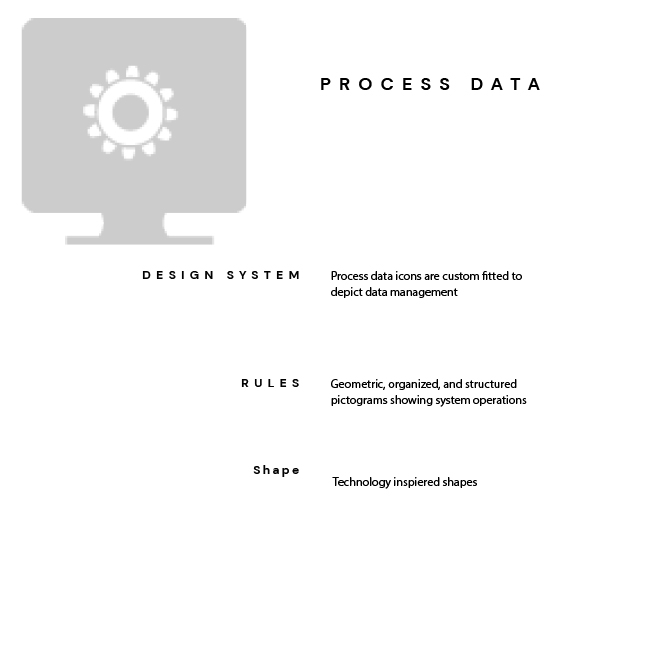 PROCESS DATA
DESIGN SYSTEM
Process data icons are custom fitted to
depict data management
RULES
Geometric, organized, and structured
pictograms showing system operations
Shape
Technology inspiered shapes